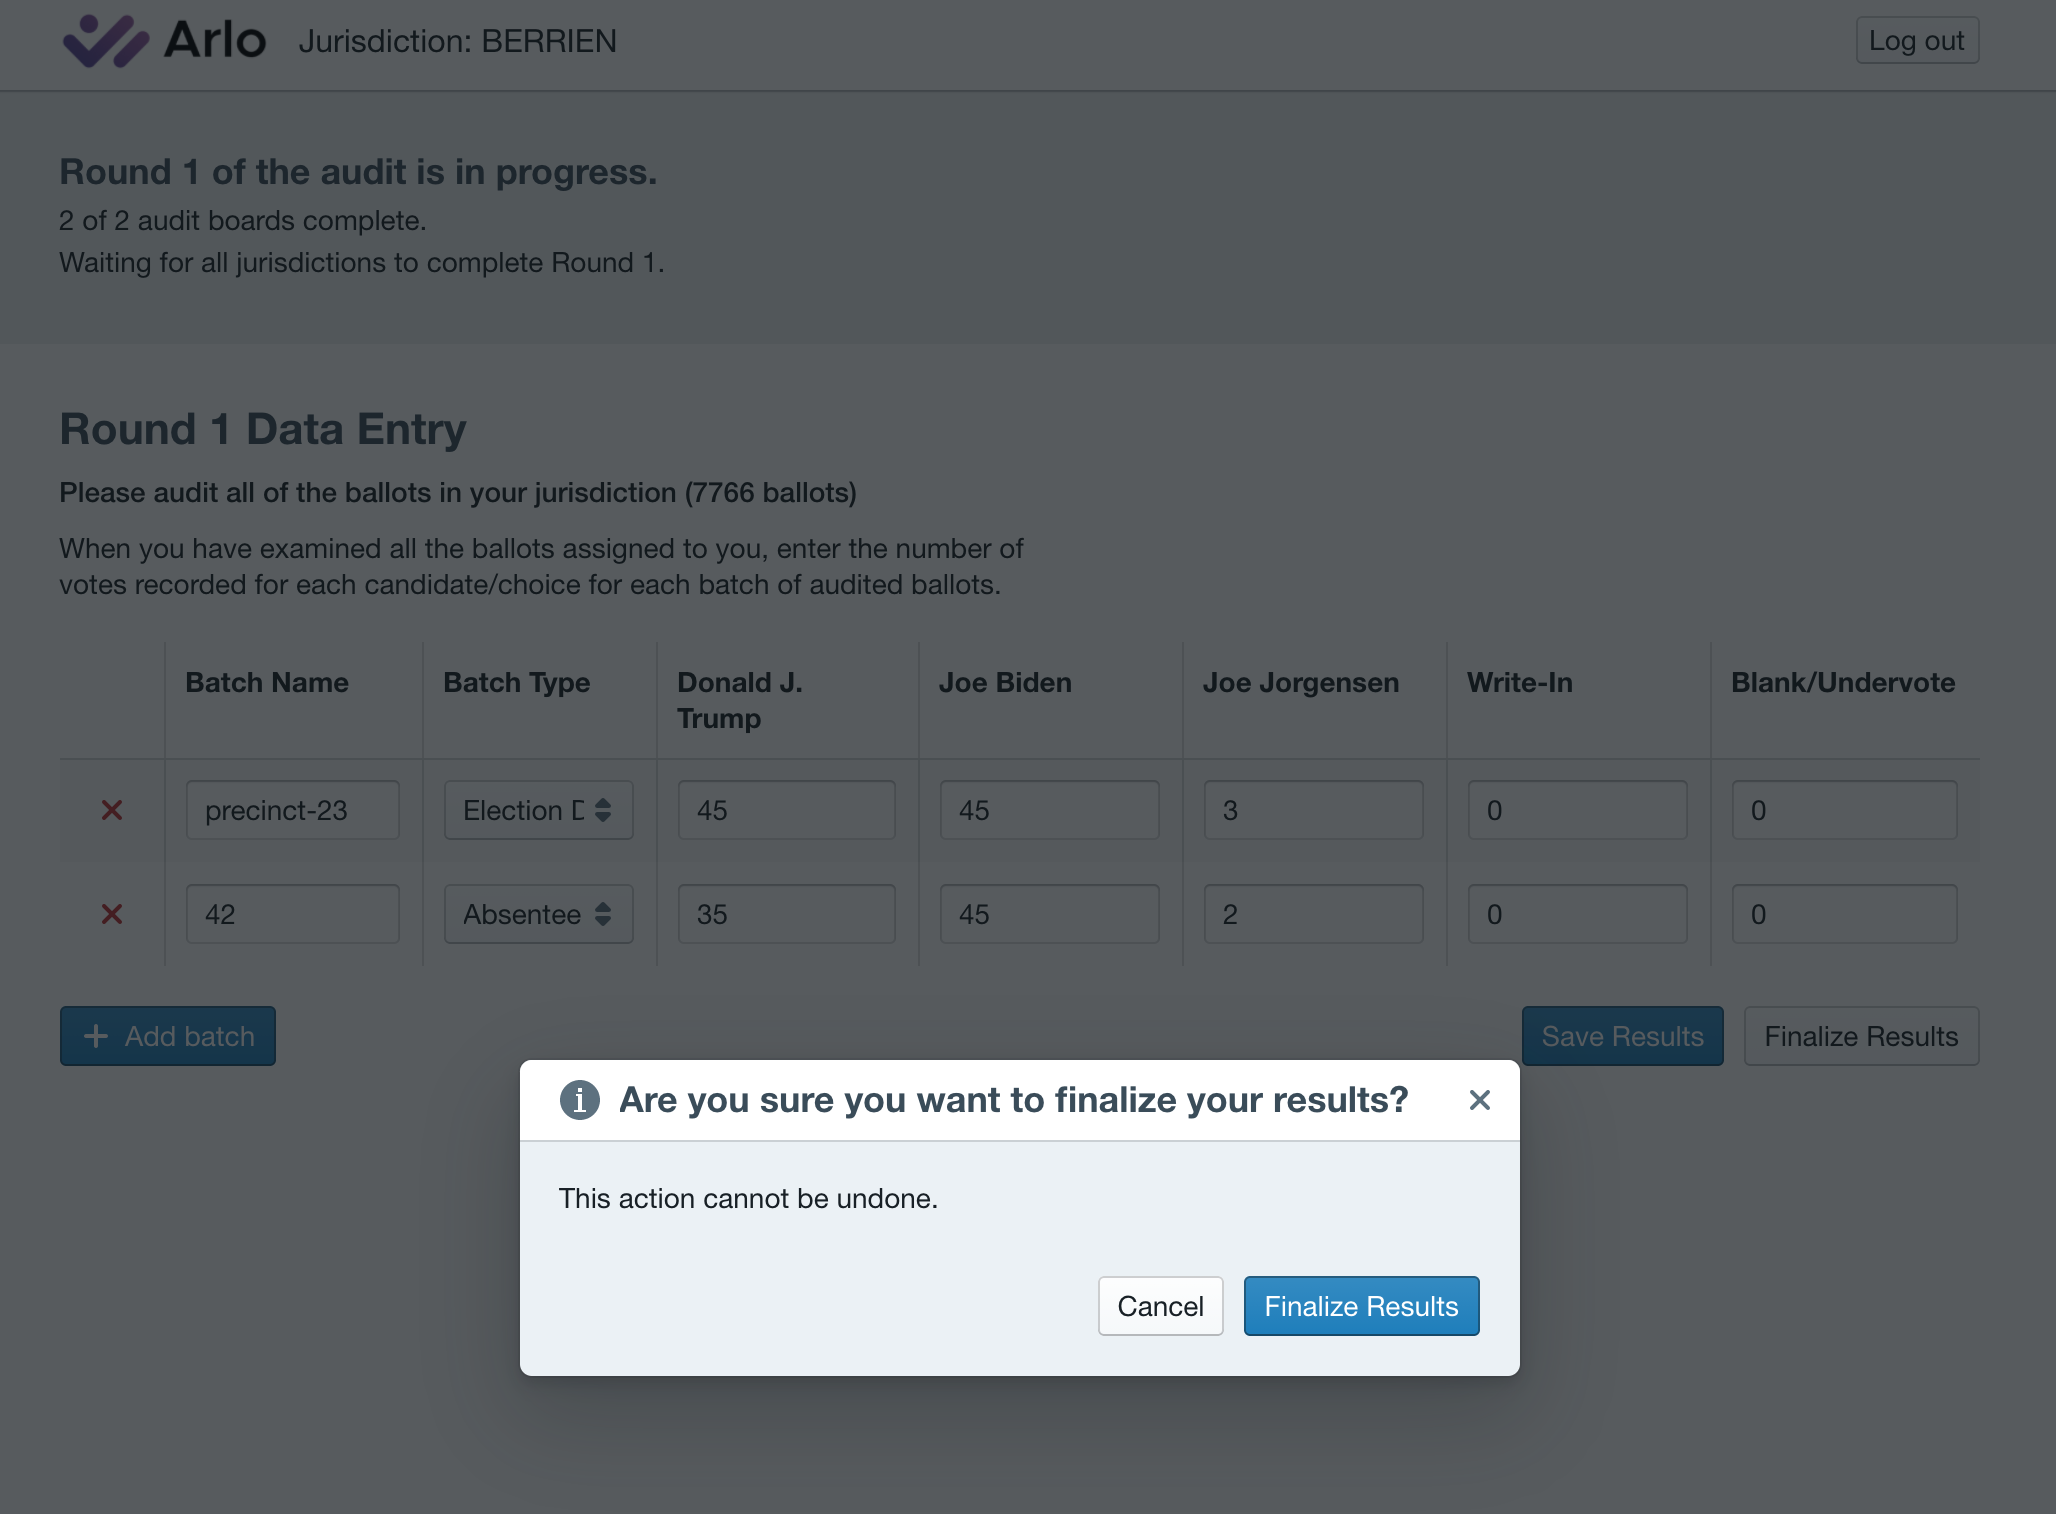 Arlo Jurisdiction: BERRIEN Log out
Round 1 of the audit is in progress.
2 of 2 audit boards complete.
Waiting for all jurisdictions to complete Round 1.
Round 1 Data Entry
Please audit all of the ballots in your jurisdiction (7766 ballots)
When you have examined all the ballots assigned to you, enter the number of
votes recorded for each candidate/choice for each batch of audited ballots.
Batch Name Batch Type Donald J. Trump Joe Biden Joe Jorgensen Write-In Blank/Undervote
precinct-23 Election D 45 45 3 0 0
42 Absentee 35 45 2 0 0
Add batch Save Results Finalize Results
Are you sure you want to finalize your results?
This action cannot be undone.
Cancel Finalize Results